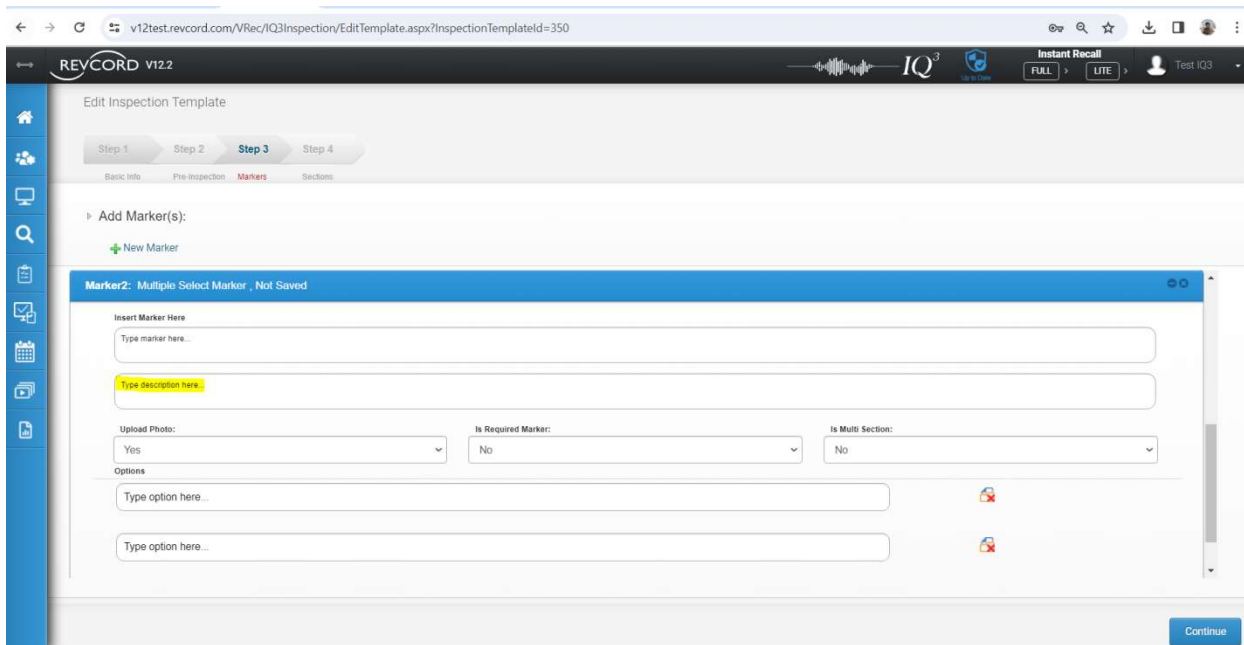 v12test.revcord.com/VRec/IQ3Inspection/EditTemplate.aspx?InspectionTemplateId=350
REVCORD V12.2
IQ3
Up to Date
Instant Recall
FULL > LITE >
Test IQ3
Edit Inspection Template
Step 1 Step 2 Step 3 Step 4
Basic Info Pre-Inspection Markers Sections
Add Marker(s):
New Marker
Marker2: Multiple Select Marker , Not Saved
Insert Marker Here
Type marker here...
Type description here...
Upload Photo: Is Required Marker: Is Multi Section:
Yes No No
Options
Type option here...
Type option here...
Continue